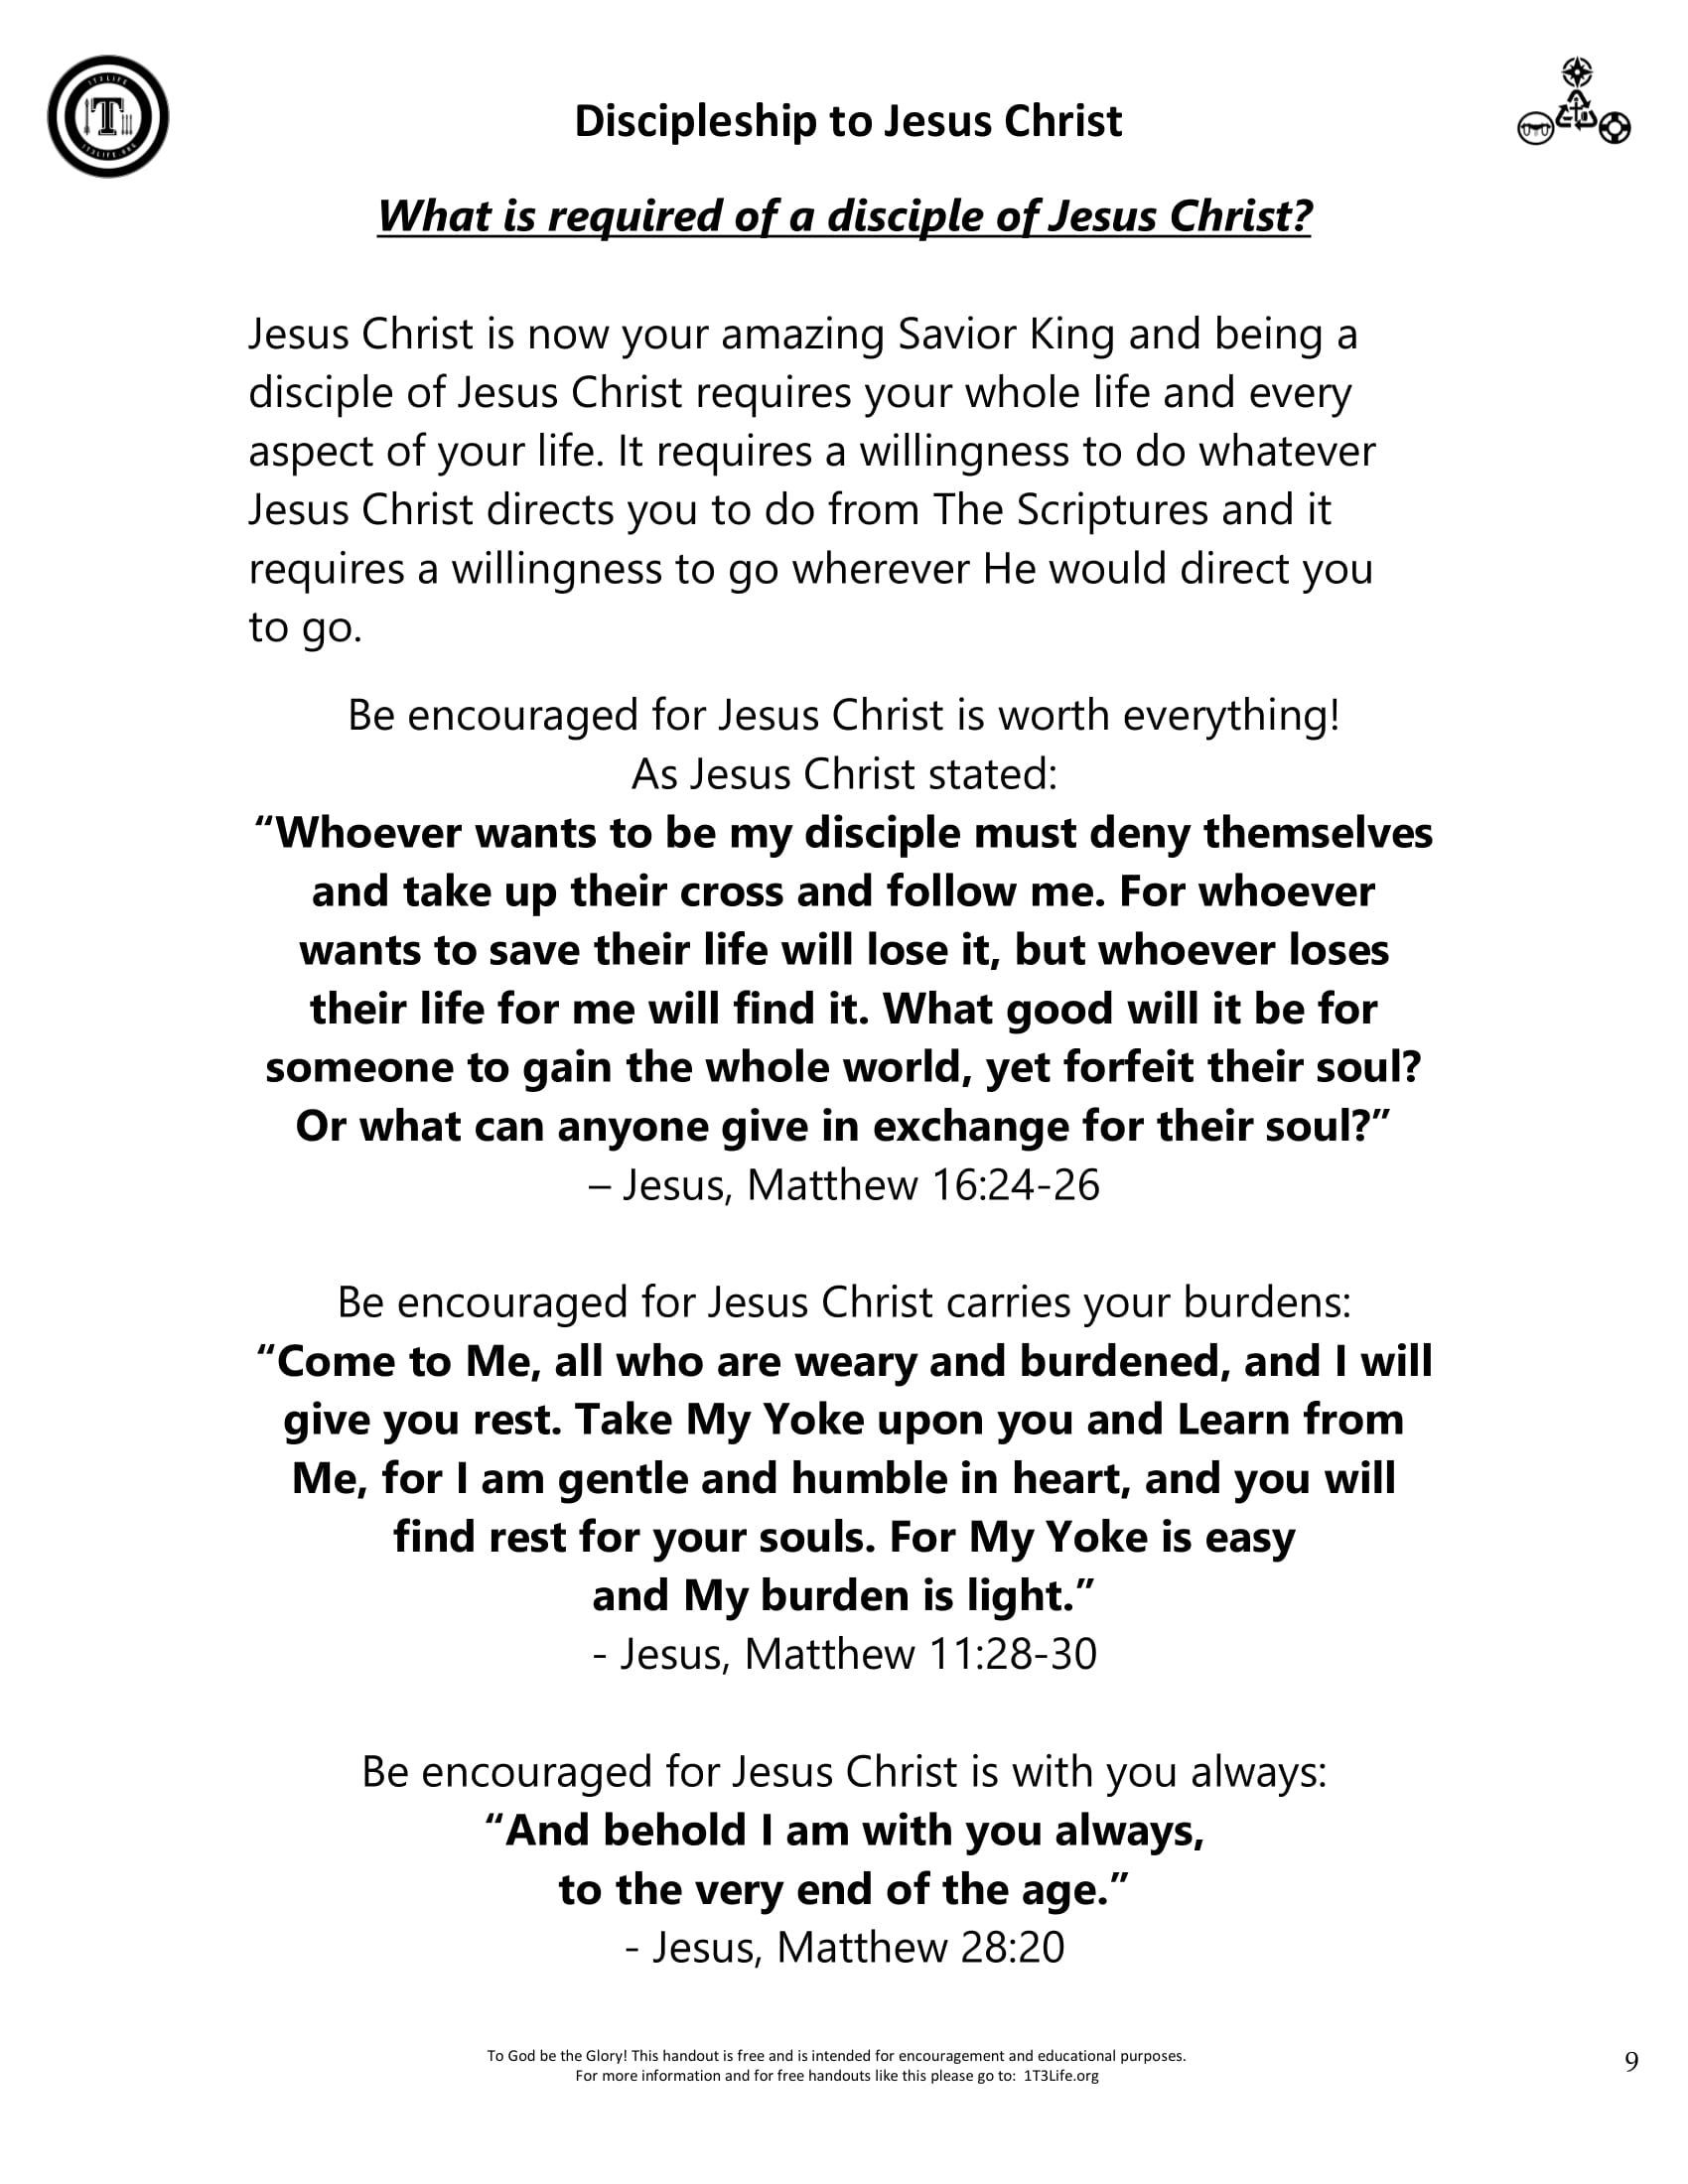 1T3LIFE
T
1T3LIFE.ORG
Discipleship to Jesus Christ
What is required of a disciple of Jesus Christ?
Jesus Christ is now your amazing Savior King and being a
disciple of Jesus Christ requires your whole life and every
aspect of your life. It requires a willingness to do whatever
Jesus Christ directs you to do from The Scriptures and it
requires a willingness to go wherever He would direct you
to go.
Be encouraged for Jesus Christ is worth everything!
As Jesus Christ stated:
“Whoever wants to be my disciple must deny themselves
and take up their cross and follow me. For whoever
wants to save their life will lose it, but whoever loses
their life for me will find it. What good will it be for
someone to gain the whole world, yet forfeit their soul?
Or what can anyone give in exchange for their soul?”
– Jesus, Matthew 16:24-26
Be encouraged for Jesus Christ carries your burdens:
“Come to Me, all who are weary and burdened, and I will
give you rest. Take My Yoke upon you and Learn from
Me, for I am gentle and humble in heart, and you will
find rest for your souls. For My Yoke is easy
and My burden is light.”
- Jesus, Matthew 11:28-30
Be encouraged for Jesus Christ is with you always:
“And behold I am with you always,
to the very end of the age.”
- Jesus, Matthew 28:20
To God be the Glory! This handout is free and is intended for encouragement and educational purposes.
For more information and for free handouts like this please go to:  1T3Life.org
9